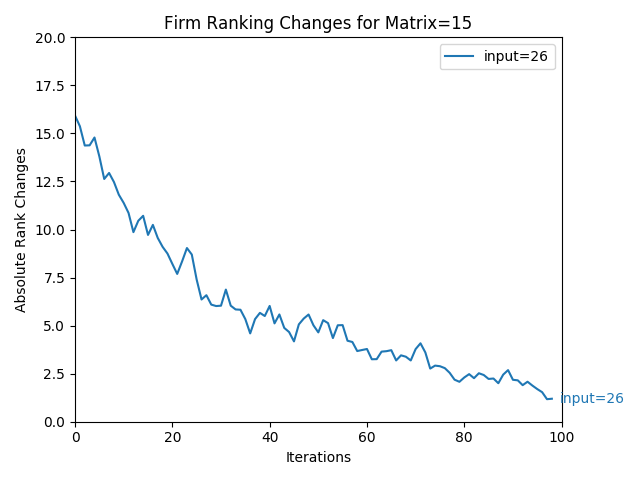 Firm Ranking Changes for Matrix=15
input=26
Absolute Rank Changes
20.0
17.5
15.0
12.5
10.0
7.5
5.0
2.5
0.0
input=26
0 20 40 60 80 100
Iterations